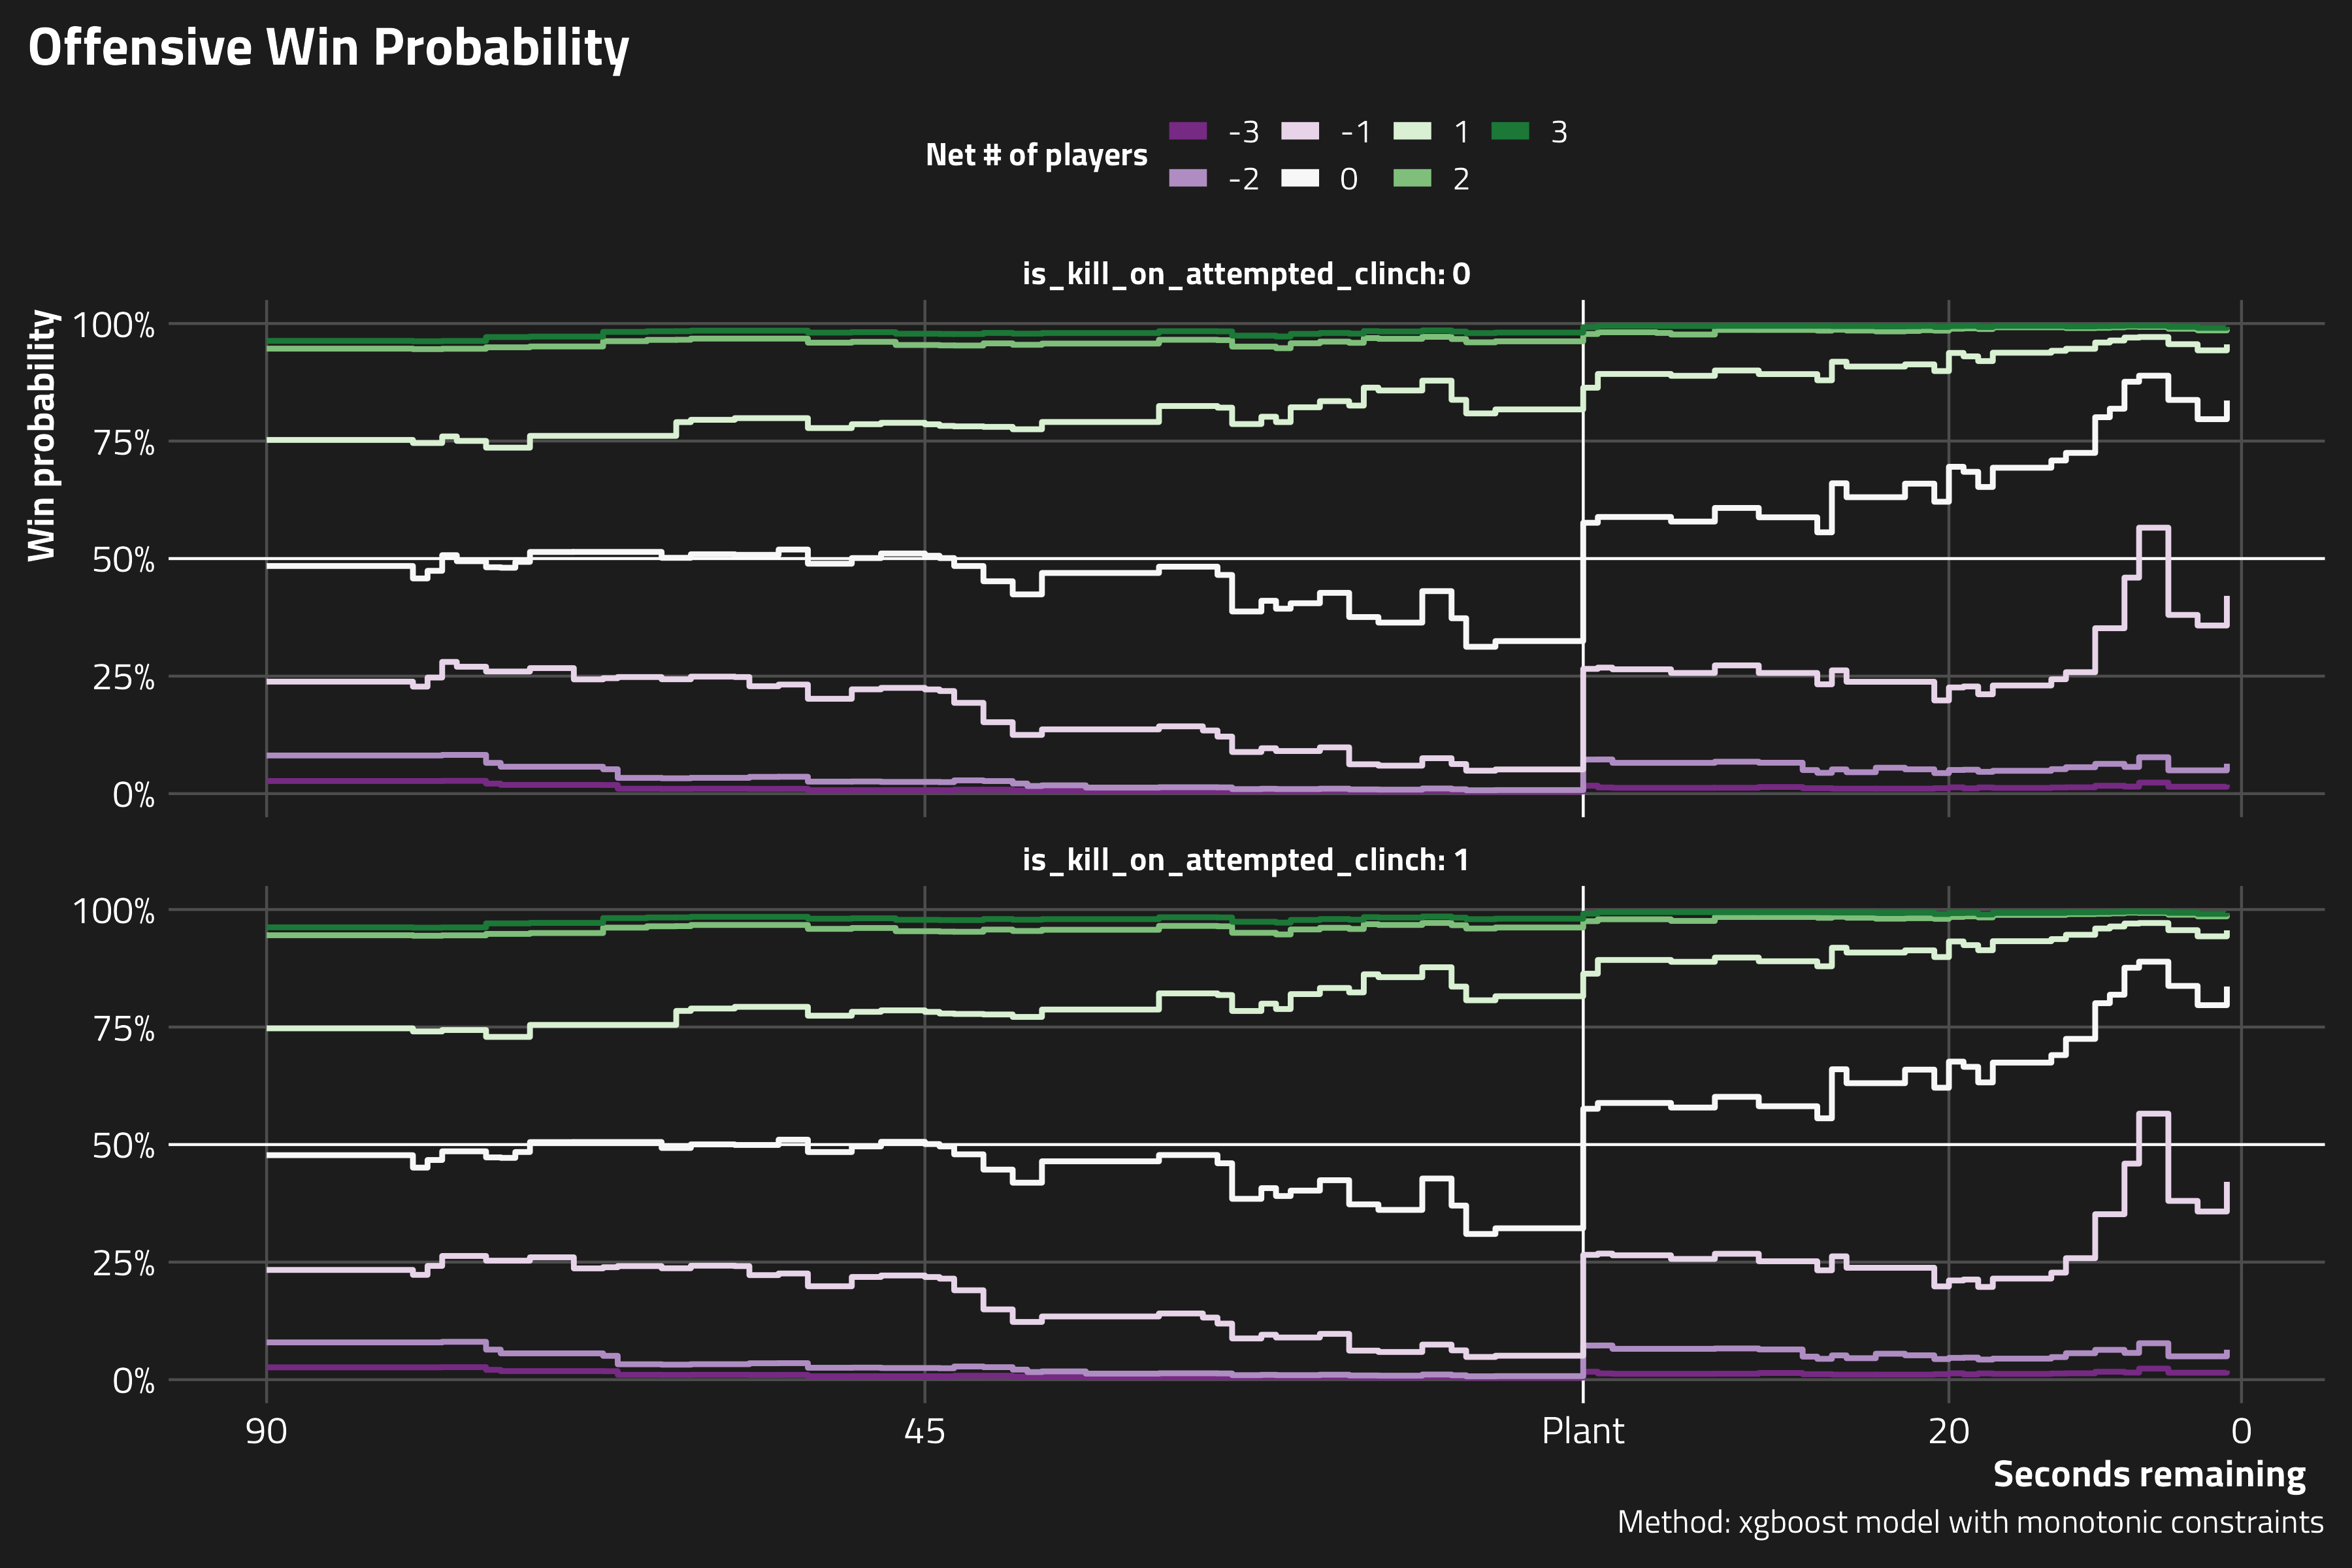 Offensive Win Probability
Net # of players
-3 -1 1 3
-2 0 2
is_kill_on_attempted_clinch: 0
Win probability
100%
75%
50%
25%
0%
is_kill_on_attempted_clinch: 1
100%
75%
50%
25%
0%
90 45 Plant 20 0
Seconds remaining
Method: xgboost model with monotonic constraints